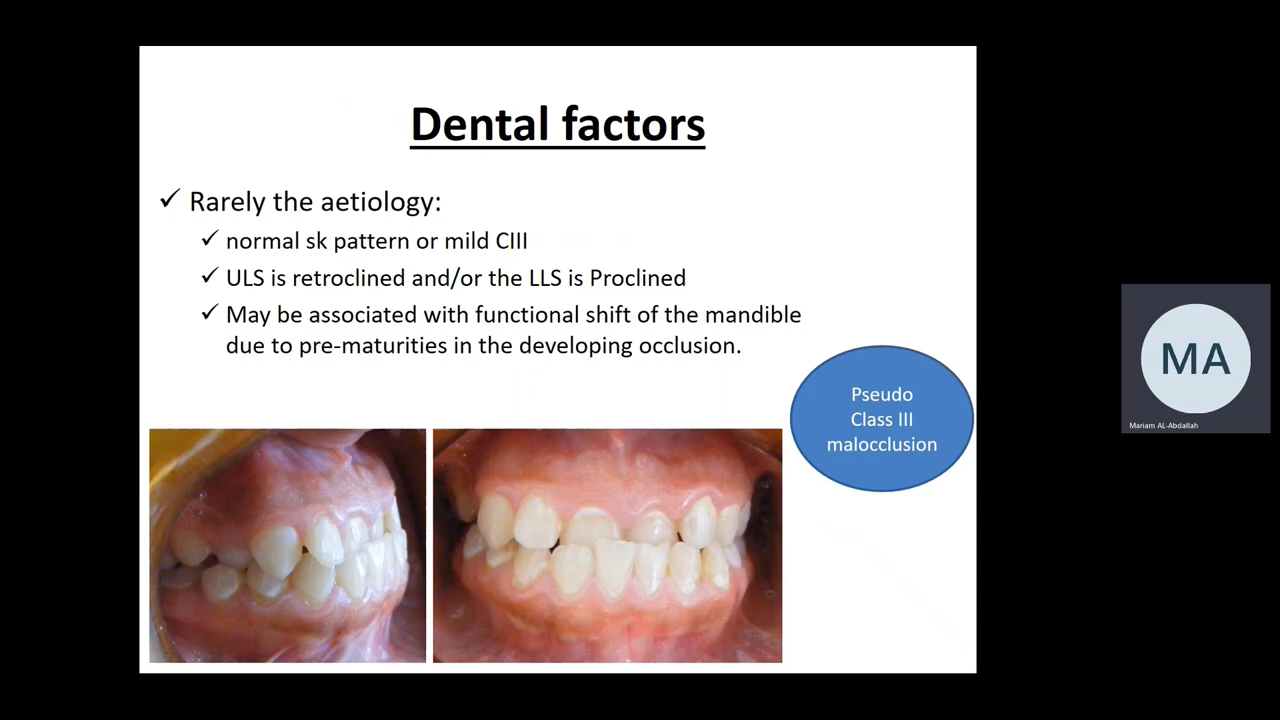 Dental factors
✓ Rarely the aetiology:
✓ normal sk pattern or mild CIII
✓ ULS is retroclined and/or the LLS is Proclined
✓ May be associated with functional shift of the mandible
due to pre-maturities in the developing occlusion.
Pseudo
Class III
malocclusion
MA
Mariam AL-Abdallah